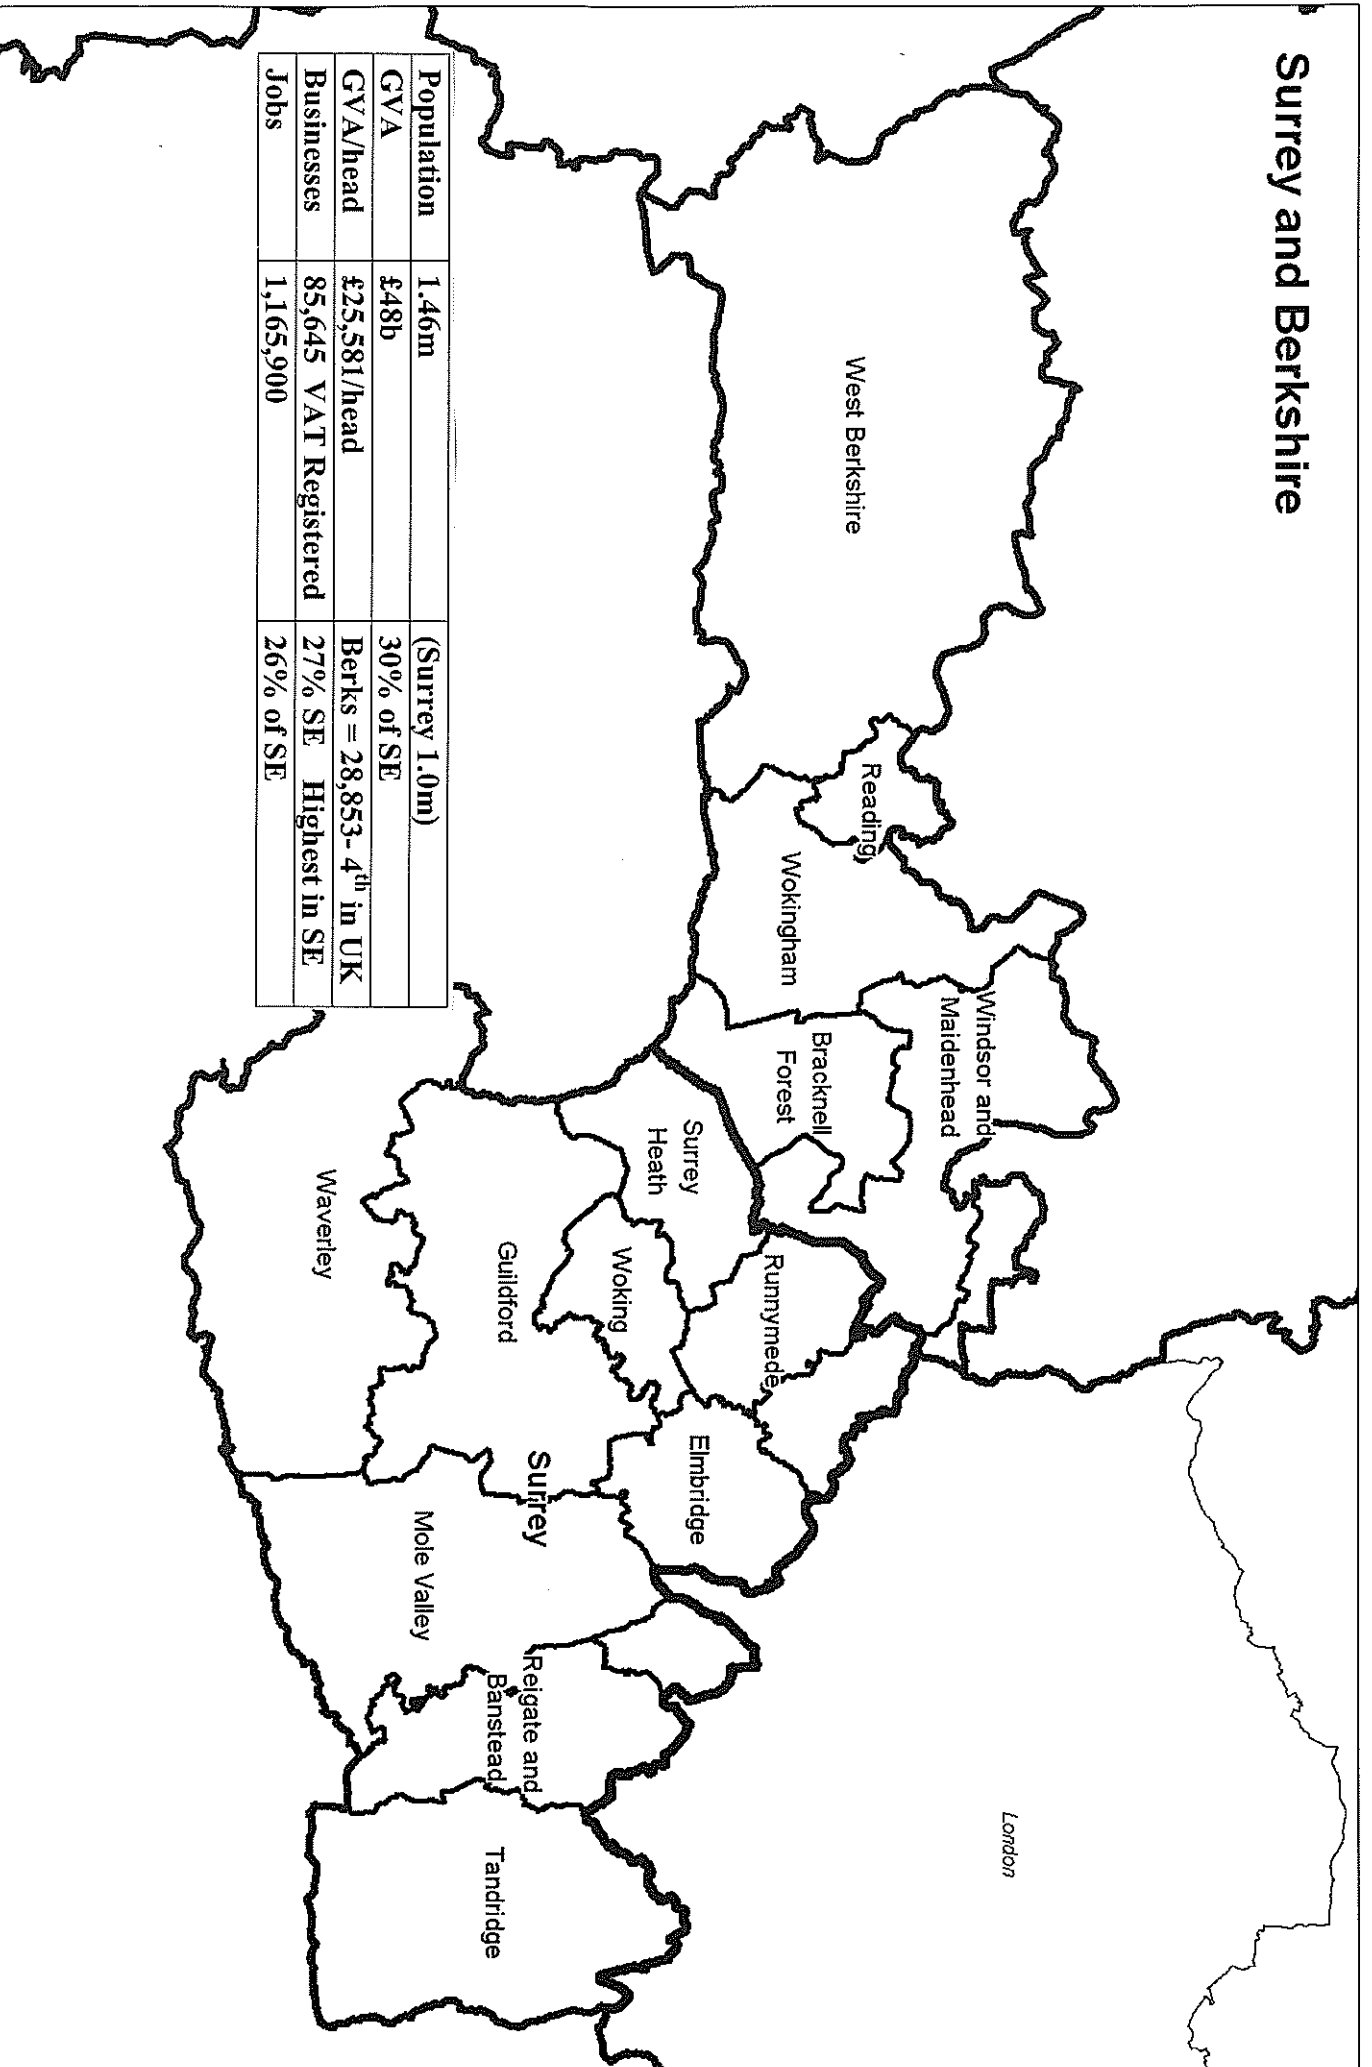 Surrey and Berkshire
West Berkshire
Reading
Wokingham
Windsor and
Maidenhead
Bracknell
Forest
Surrey
Heath
Runnymede
Woking
Guildford
Waverley
Elmbridge
Surrey
Mole Valley
Reigate and
Banstead
Tandridge
London
Population 1.46m (Surrey 1.0m)
GVA £48b 30% of SE
GVA/head £25,581/head Berks = 28,853- 4th in UK
Businesses 85,645 VAT Registered 27% SE Highest in SE
Jobs 1,165,900 26% of SE